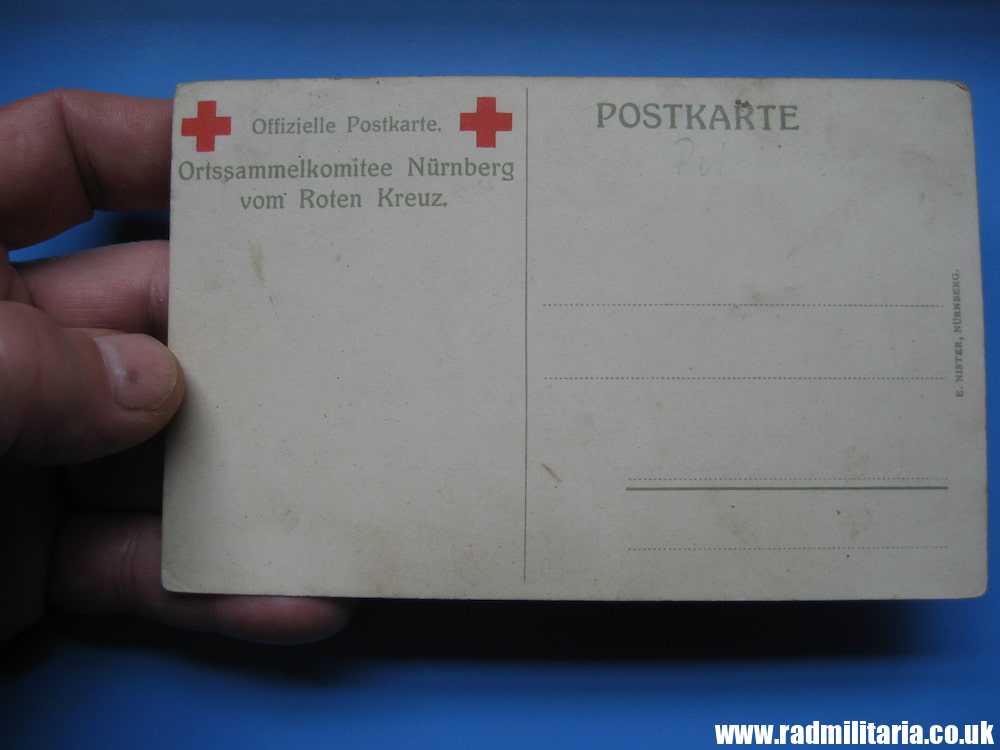 Offizielle Postkarte.
Ortssammelkomitee Nürnberg
vom Roten Kreuz.
POSTKARTE
E. NISTER, NÜRNBERG.
www.radmilitaria.co.uk